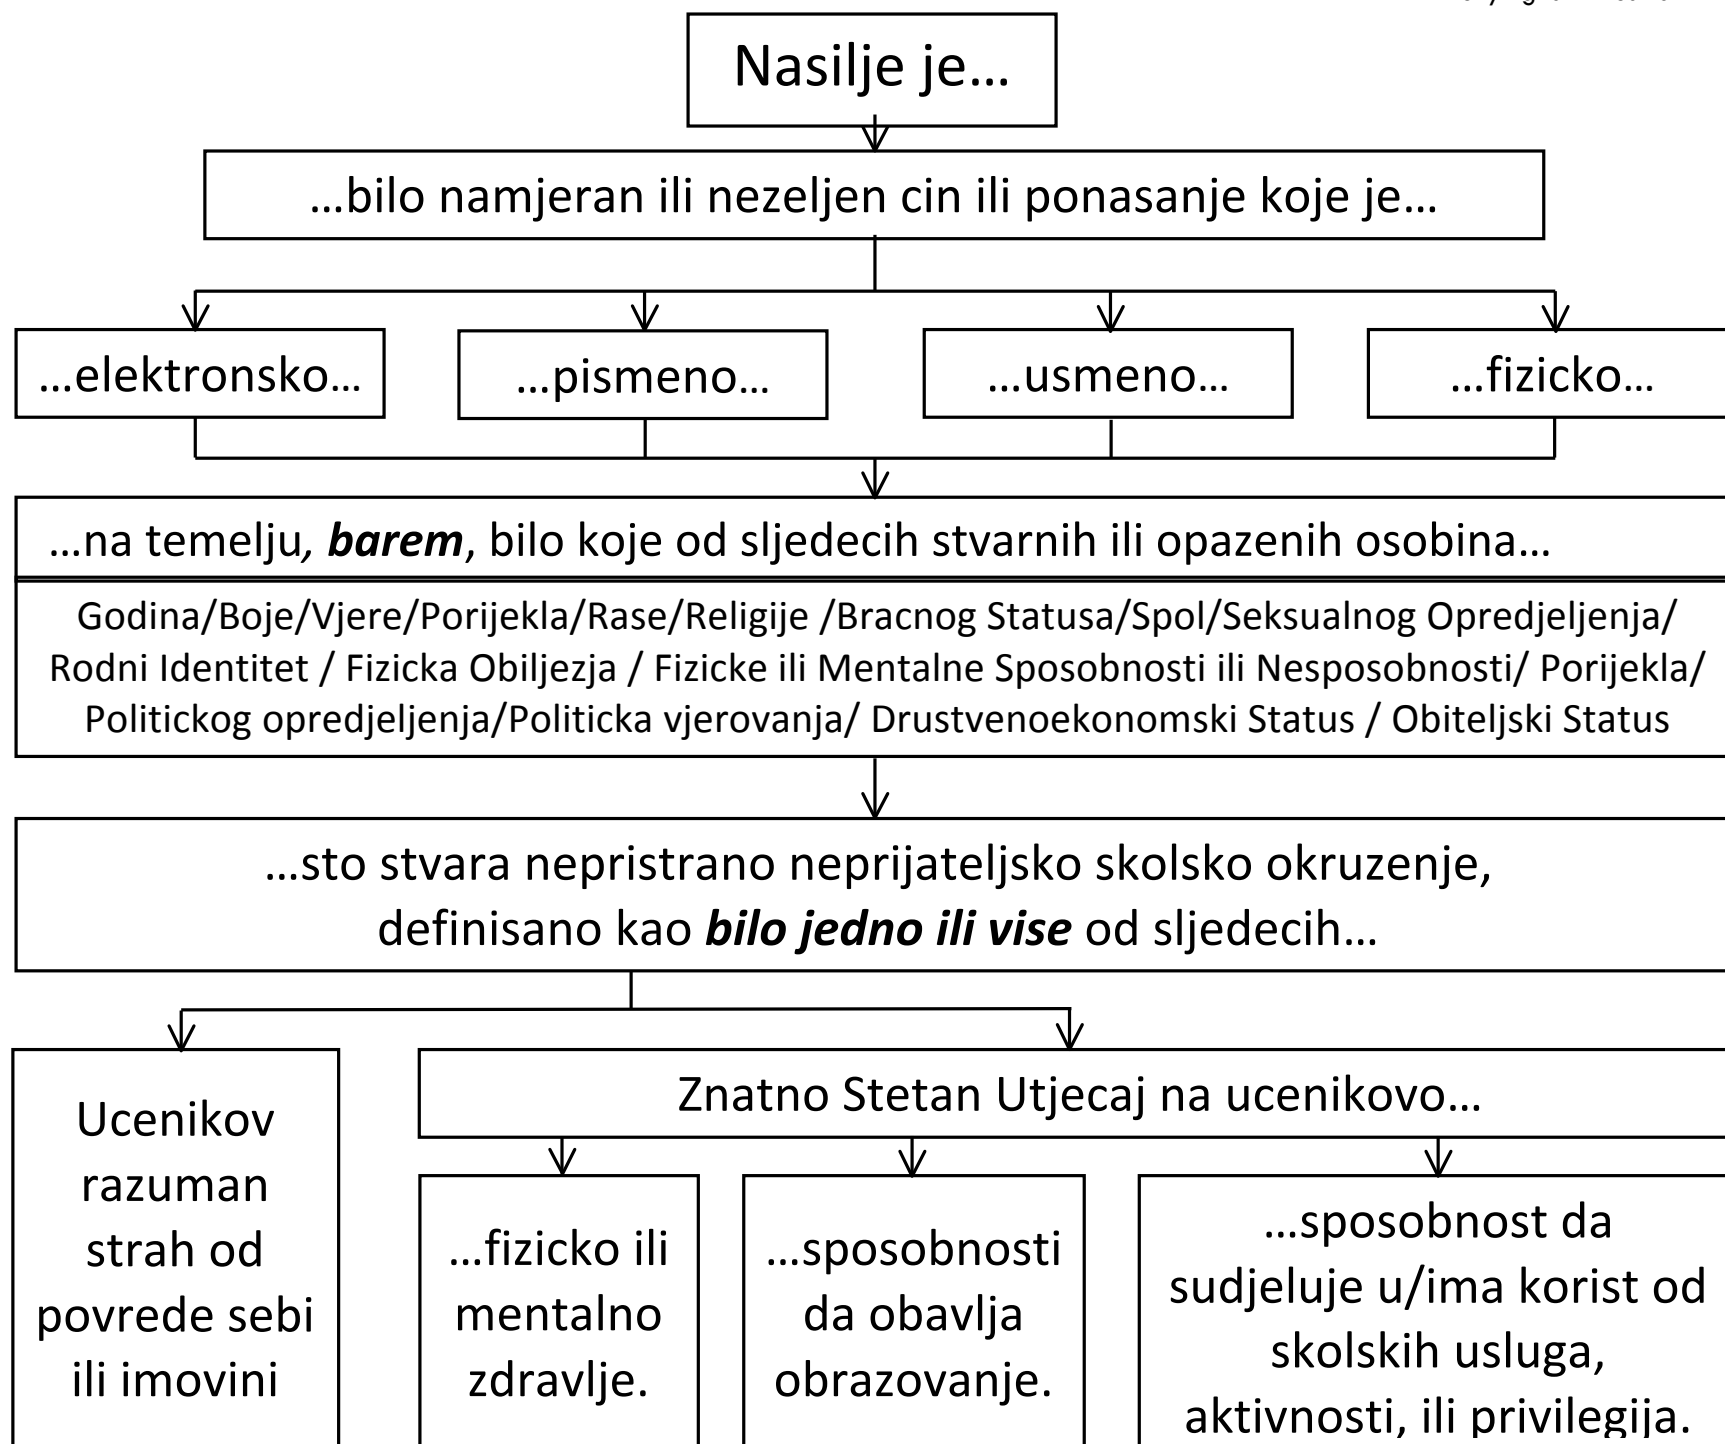 Nasilje je…
…bilo namjeran ili nezeljen cin ili ponasanje koje je…
…elektronsko…
…pismeno…
…usmeno…
…fizicko…
…na temelju, barem, bilo koje od sljedecih stvarnih ili opazenih osobina…
Godina/Boje/Vjere/Porijekla/Rase/Religije /Bracnog Statusa/Spol/Seksualnog Opredjeljenja/
Rodni Identitet / Fizicka Obiljezja / Fizicke ili Mentalne Sposobnosti ili Nesposobnosti/ Porijekla/
Politickog opredjeljenja/Politicka vjerovanja/ Drustvenoekonomski Status / Obiteljski Status
…sto stvara nepristrano neprijateljsko skolsko okruzenje,
definisano kao bilo jedno ili vise od sljedecih…
Ucenikov
razuman
strah od
povrede sebi
ili imovini
Znatno Stetan Utjecaj na ucenikovo…
…fizicko ili
mentalno
zdravlje.
…sposobnosti
da obavlja
obrazovanje.
…sposobnost da
sudjeluje u/ima korist od
skolskih usluga,
aktivnosti, ili privilegija.